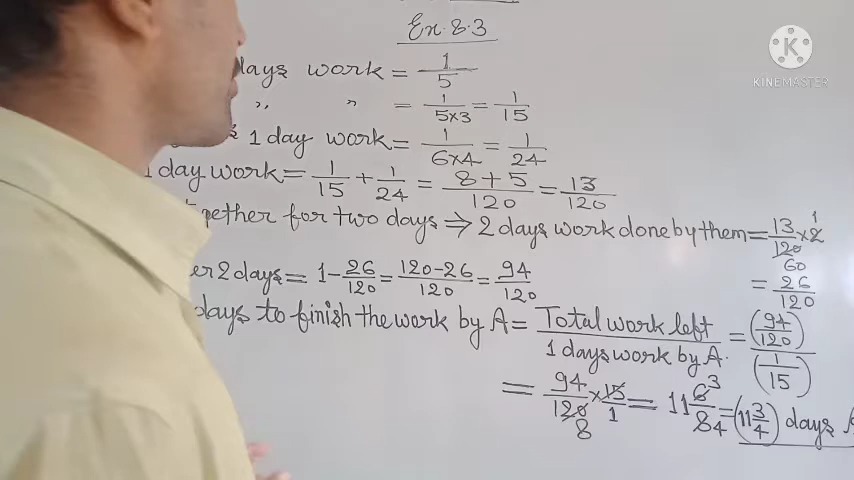 Ex. 8.3
KINEMASTER
days work = 1/5
„ „ = 1/(5×3) = 1/15
1 day work = 1/(6×4) = 1/24
1 day work = 1/15 + 1/24 = (8+5)/120 = 13/120
together for two days ⇒ 2 days work done by them = 13/120 × 2
1
60
= 26/120
2 days = 1 - 26/120 = (120-26)/120 = 94/120
days to finish the work by A = Total work left / 1 days work by A. = (94/120) / (1/15)
= 94/120 × 15/1 = 11 6/8 = (11 3/4) days
8
3
4